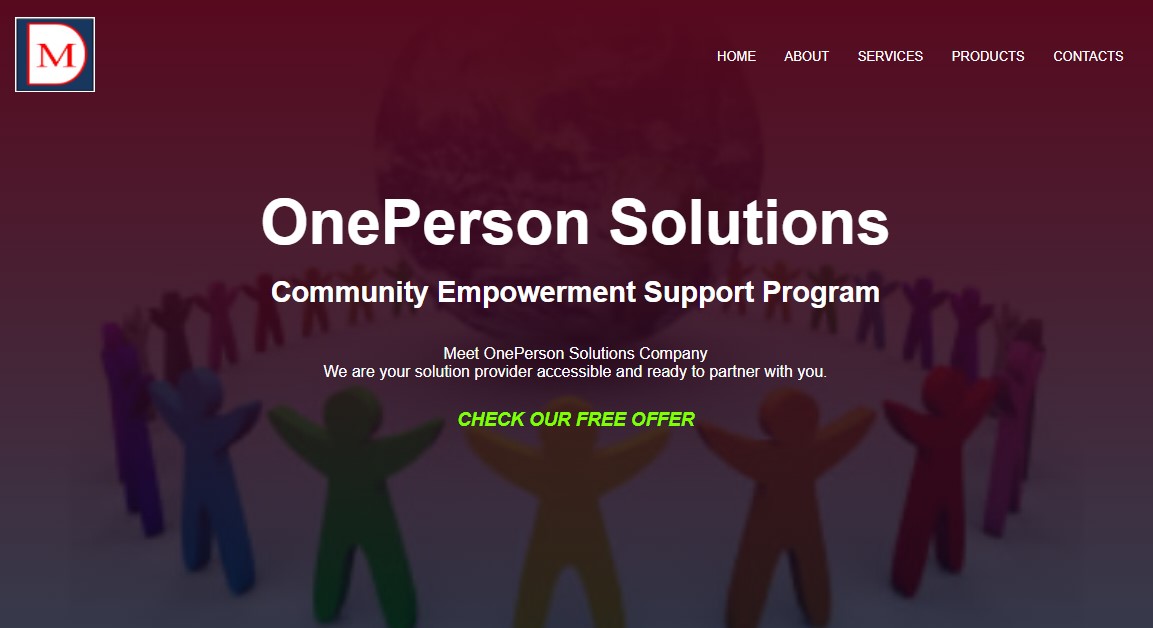 DM
HOME ABOUT SERVICES PRODUCTS CONTACTS
OnePerson Solutions
Community Empowerment Support Program
Meet OnePerson Solutions Company
We are your solution provider accessible and ready to partner with you.
CHECK OUR FREE OFFER